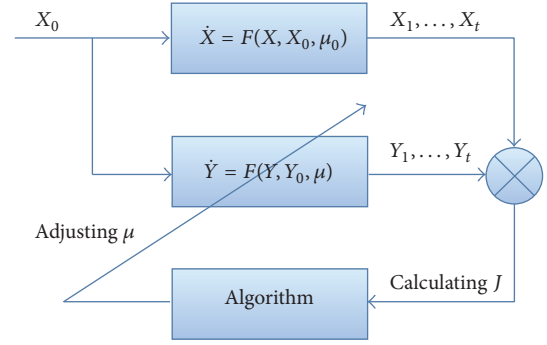 X₀
Ẋ = F(X, X₀, μ₀)
X₁, . . . , Xₜ
Ẏ = F(Y, Y₀, μ)
Y₁, . . . , Yₜ
Adjusting μ
Algorithm
Calculating J